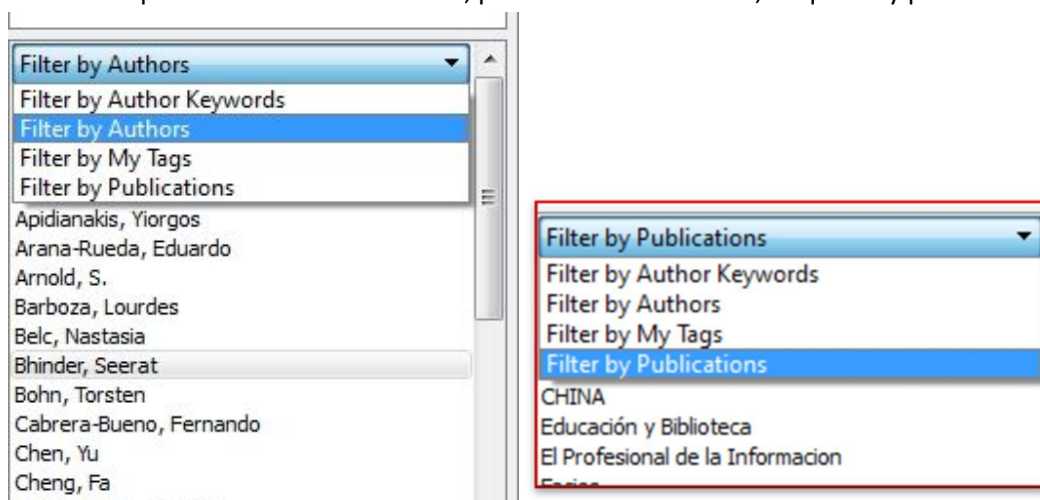 Filter by Authors
Filter by Author Keywords
Filter by Authors
Filter by My Tags
Filter by Publications
Apidianakis, Yiorgos
Arana-Rueda, Eduardo
Arnold, S.
Barboza, Lourdes
Belc, Nastasia
Bhinder, Seerat
Bohn, Torsten
Cabrera-Bueno, Fernando
Chen, Yu
Cheng, Fa
Filter by Publications
Filter by Author Keywords
Filter by Authors
Filter by My Tags
Filter by Publications
CHINA
Educación y Biblioteca
El Profesional de la Informacion